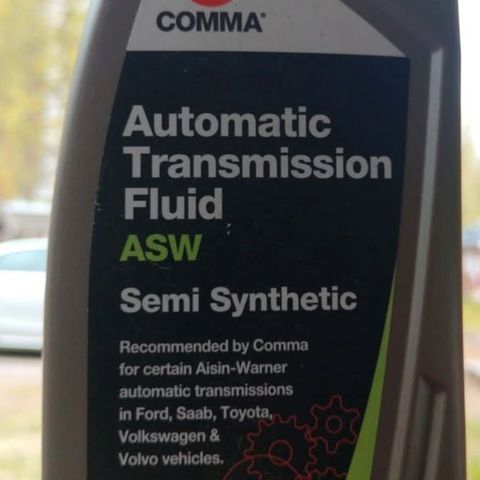 COMMA®
Automatic
Transmission
Fluid
ASW
Semi Synthetic
Recommended by Comma
for certain Aisin-Warner
automatic transmissions
in Ford, Saab, Toyota,
Volkswagen &
Volvo vehicles.